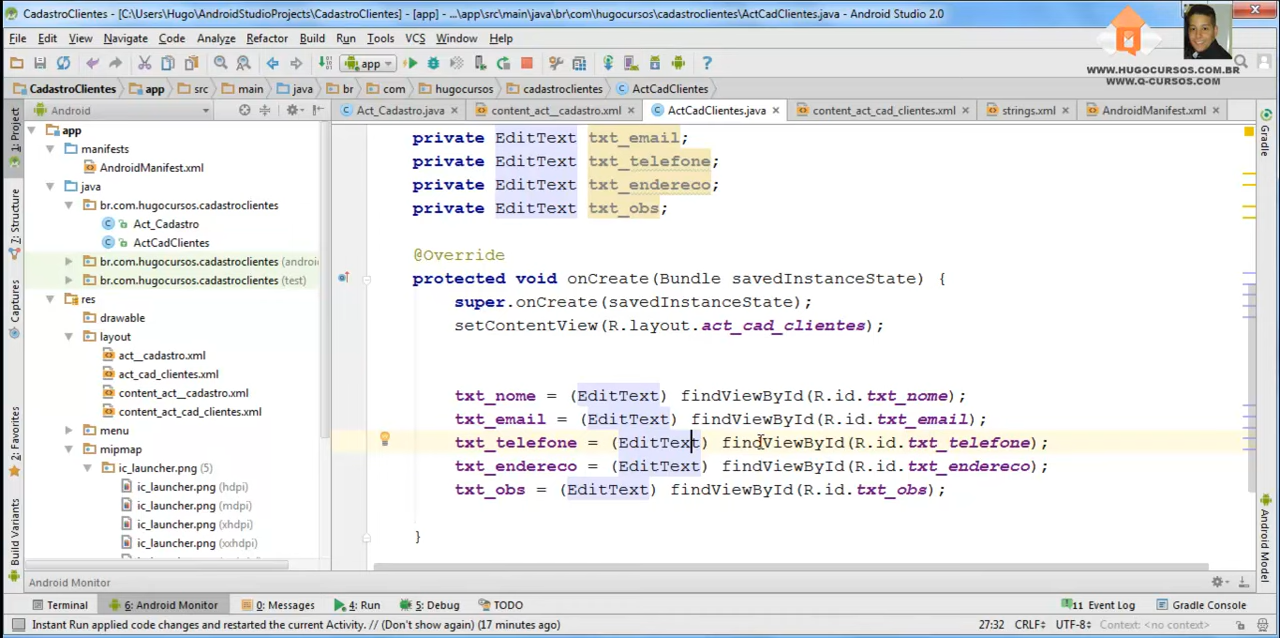 CadastroClientes - [C:\Users\Hugo\AndroidStudioProjects\CadastroClientes] - [app] - ...\app\src\main\java\br\com\hugocursos\cadastroclientes\ActCadClientes.java - Android Studio 2.0
File Edit View Navigate Code Analyze Refactor Build Run Tools VCS Window Help
app
WWW.HUGOCURSOS.COM.BR
WWW.Q-CURSOS.COM
CadastroClientes app src main java br com hugocursos cadastroclientes ActCadClientes
Android
Act_Cadastro.java content_act__cadastro.xml ActCadClientes.java content_act_cad_clientes.xml strings.xml AndroidManifest.xml
1: Project
7: Structure
Captures
2: Favorites
Build Variants
app
manifests
AndroidManifest.xml
java
br.com.hugocursos.cadastroclientes
Act_Cadastro
ActCadClientes
br.com.hugocursos.cadastroclientes (androi
br.com.hugocursos.cadastroclientes (test)
res
drawable
layout
act__cadastro.xml
act_cad_clientes.xml
content_act__cadastro.xml
content_act_cad_clientes.xml
menu
mipmap
ic_launcher.png (5)
ic_launcher.png (hdpi)
ic_launcher.png (mdpi)
ic_launcher.png (xhdpi)
ic_launcher.png (xxhdpi)
private EditText txt_email;
private EditText txt_telefone;
private EditText txt_endereco;
private EditText txt_obs;
@Override
protected void onCreate(Bundle savedInstanceState) {
super.onCreate(savedInstanceState);
setContentView(R.layout.act_cad_clientes);
txt_nome = (EditText) findViewById(R.id.txt_nome);
txt_email = (EditText) findViewById(R.id.txt_email);
txt_telefone = (EditText) findViewById(R.id.txt_telefone);
txt_endereco = (EditText) findViewById(R.id.txt_endereco);
txt_obs = (EditText) findViewById(R.id.txt_obs);
}
Gradle
Android Model
Android Monitor
Terminal 6: Android Monitor 0: Messages 4: Run 5: Debug TODO 11 Event Log Gradle Console
Instant Run applied code changes and restarted the current Activity. // (Don't show again) (17 minutes ago) 27:32 CRLF UTF-8 Context: <no context>